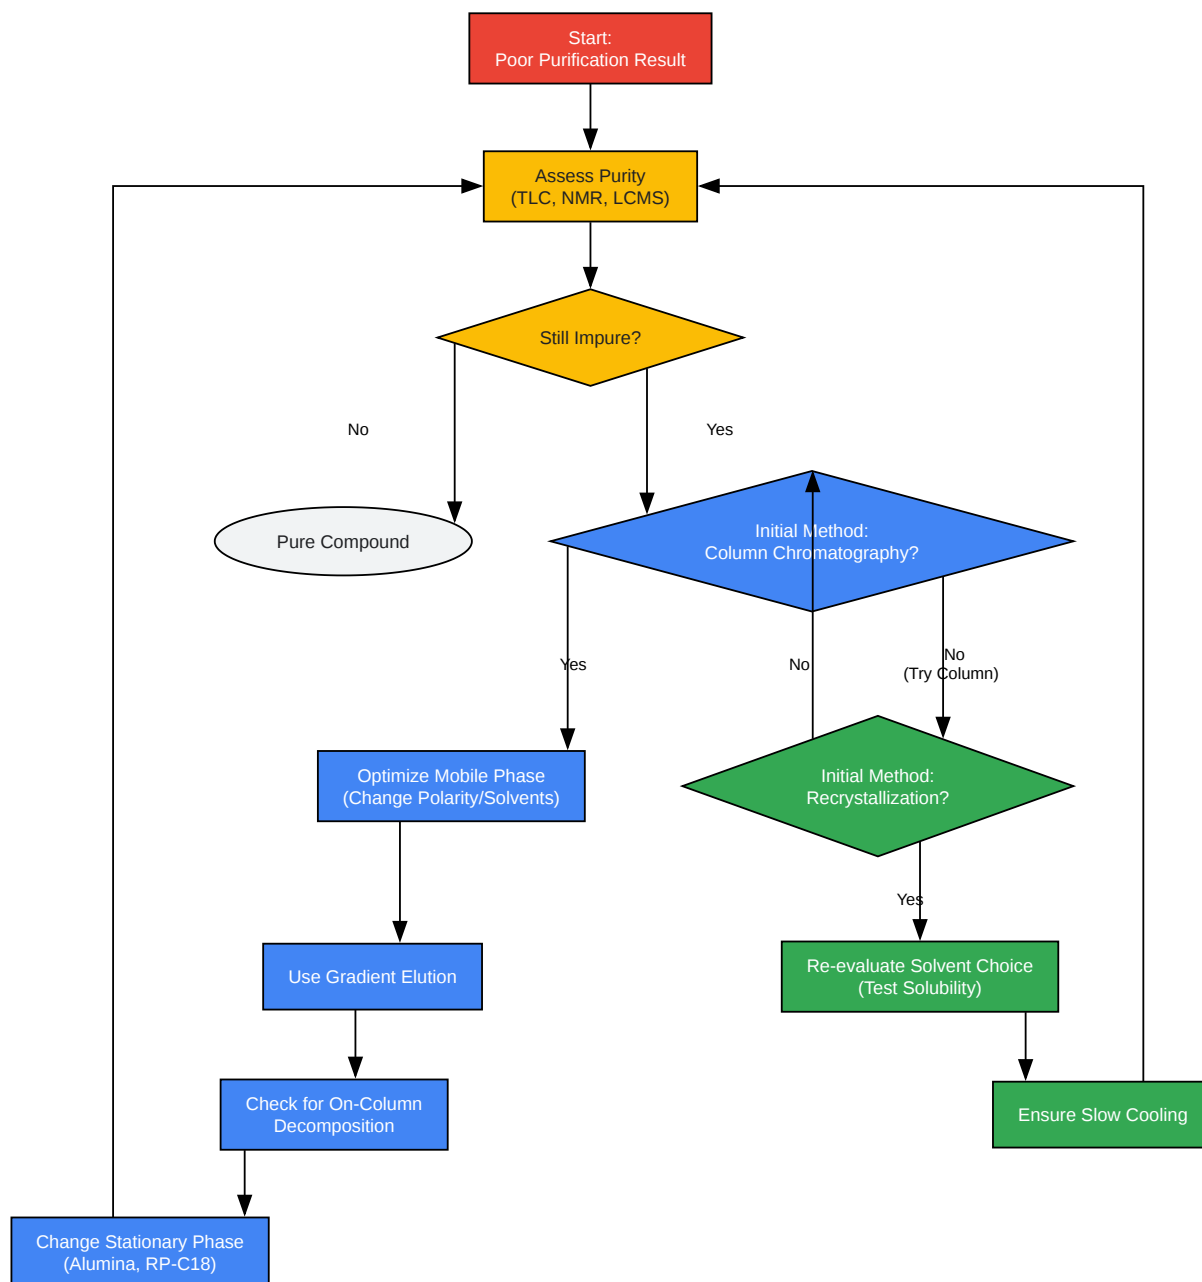 Start:
Poor Purification Result
Assess Purity
(TLC, NMR, LCMS)
Still Impure?
No
Yes
Pure Compound
Initial Method:
Column Chromatography?
Yes
No
No
(Try Column)
Optimize Mobile Phase
(Change Polarity/Solvents)
Initial Method:
Recrystallization?
Yes
Use Gradient Elution
Re-evaluate Solvent Choice
(Test Solubility)
Check for On-Column
Decomposition
Ensure Slow Cooling
Change Stationary Phase
(Alumina, RP-C18)